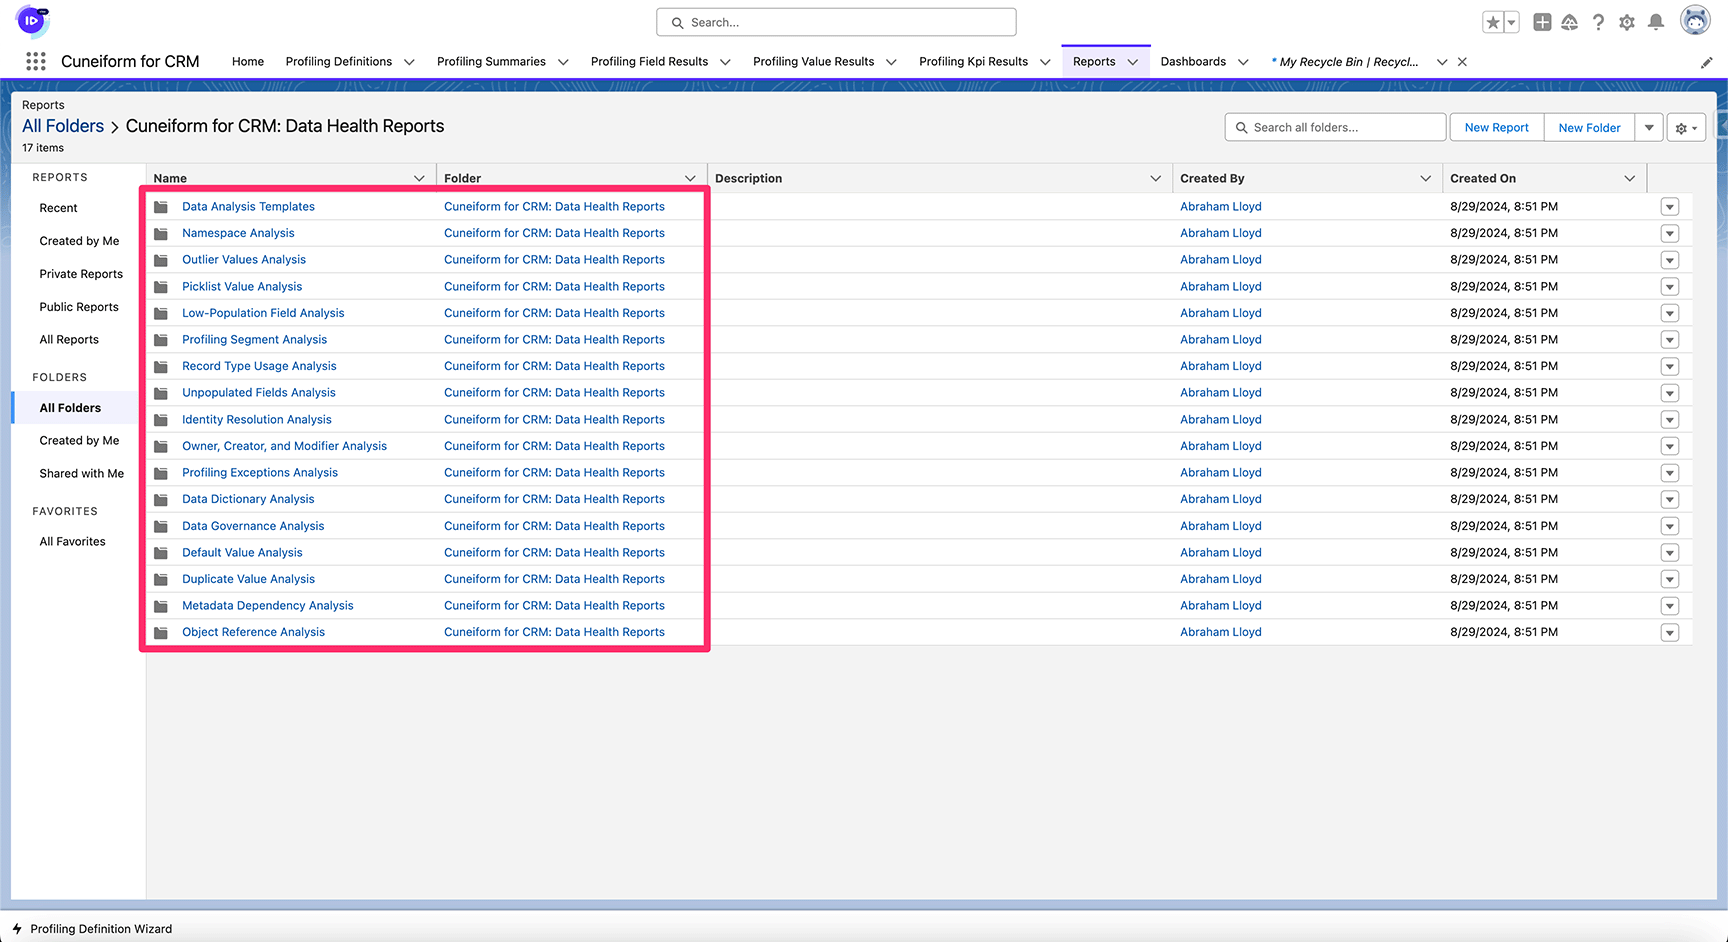 Search...
Cuneiform for CRM Home Profiling Definitions Profiling Summaries Profiling Field Results Profiling Value Results Profiling Kpi Results Reports Dashboards * My Recycle Bin | Recycl...
Reports
All Folders > Cuneiform for CRM: Data Health Reports
17 items
Search all folders... New Report New Folder
REPORTS
Recent
Created by Me
Private Reports
Public Reports
All Reports
FOLDERS
All Folders
Created by Me
Shared with Me
FAVORITES
All Favorites
Name Folder Description Created By Created On
Data Analysis Templates Cuneiform for CRM: Data Health Reports Abraham Lloyd 8/29/2024, 8:51 PM
Namespace Analysis Cuneiform for CRM: Data Health Reports Abraham Lloyd 8/29/2024, 8:51 PM
Outlier Values Analysis Cuneiform for CRM: Data Health Reports Abraham Lloyd 8/29/2024, 8:51 PM
Picklist Value Analysis Cuneiform for CRM: Data Health Reports Abraham Lloyd 8/29/2024, 8:51 PM
Low-Population Field Analysis Cuneiform for CRM: Data Health Reports Abraham Lloyd 8/29/2024, 8:51 PM
Profiling Segment Analysis Cuneiform for CRM: Data Health Reports Abraham Lloyd 8/29/2024, 8:51 PM
Record Type Usage Analysis Cuneiform for CRM: Data Health Reports Abraham Lloyd 8/29/2024, 8:51 PM
Unpopulated Fields Analysis Cuneiform for CRM: Data Health Reports Abraham Lloyd 8/29/2024, 8:51 PM
Identity Resolution Analysis Cuneiform for CRM: Data Health Reports Abraham Lloyd 8/29/2024, 8:51 PM
Owner, Creator, and Modifier Analysis Cuneiform for CRM: Data Health Reports Abraham Lloyd 8/29/2024, 8:51 PM
Profiling Exceptions Analysis Cuneiform for CRM: Data Health Reports Abraham Lloyd 8/29/2024, 8:51 PM
Data Dictionary Analysis Cuneiform for CRM: Data Health Reports Abraham Lloyd 8/29/2024, 8:51 PM
Data Governance Analysis Cuneiform for CRM: Data Health Reports Abraham Lloyd 8/29/2024, 8:51 PM
Default Value Analysis Cuneiform for CRM: Data Health Reports Abraham Lloyd 8/29/2024, 8:51 PM
Duplicate Value Analysis Cuneiform for CRM: Data Health Reports Abraham Lloyd 8/29/2024, 8:51 PM
Metadata Dependency Analysis Cuneiform for CRM: Data Health Reports Abraham Lloyd 8/29/2024, 8:51 PM
Object Reference Analysis Cuneiform for CRM: Data Health Reports Abraham Lloyd 8/29/2024, 8:51 PM
Profiling Definition Wizard